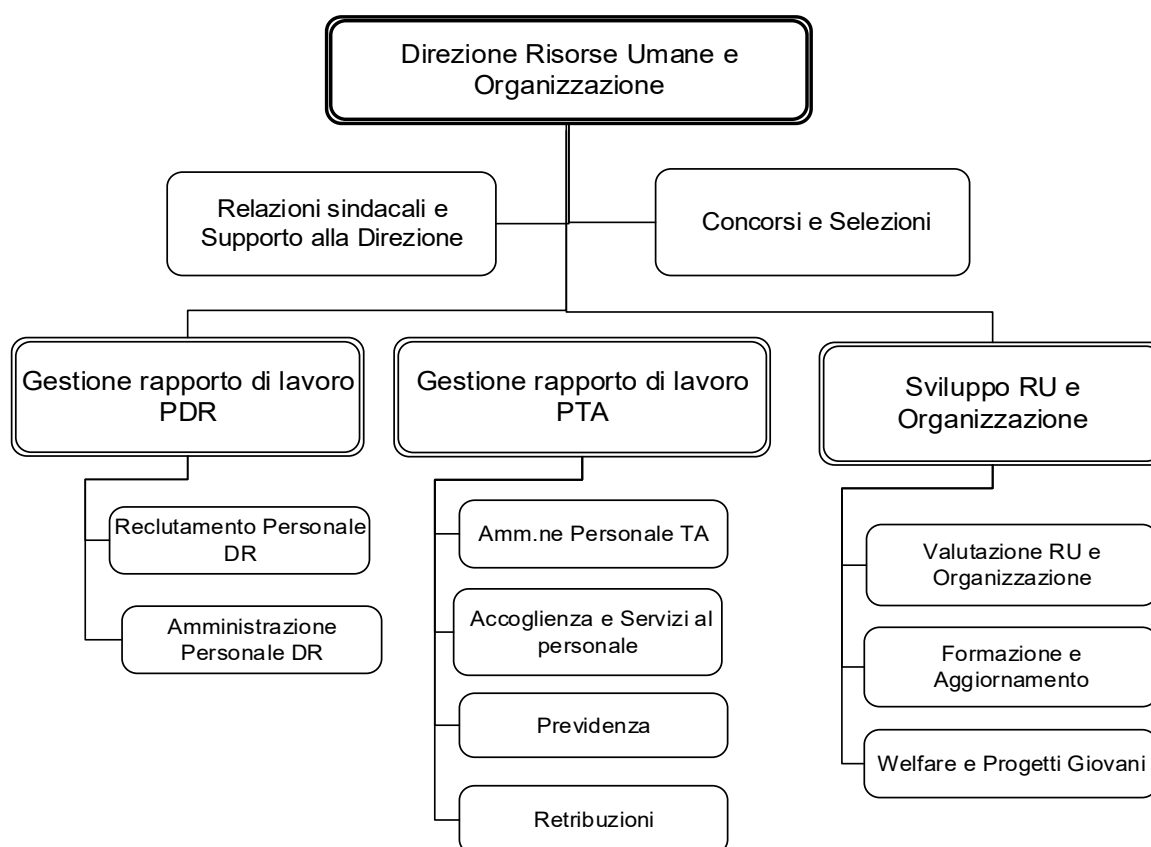 Direzione Risorse Umane e
Organizzazione
Relazioni sindacali e
Supporto alla Direzione
Concorsi e Selezioni
Gestione rapporto di lavoro
PDR
Gestione rapporto di lavoro
PTA
Sviluppo RU e
Organizzazione
Reclutamento Personale
DR
Amministrazione
Personale DR
Amm.ne Personale TA
Accoglienza e Servizi al
personale
Previdenza
Retribuzioni
Valutazione RU e
Organizzazione
Formazione e
Aggiornamento
Welfare e Progetti Giovani